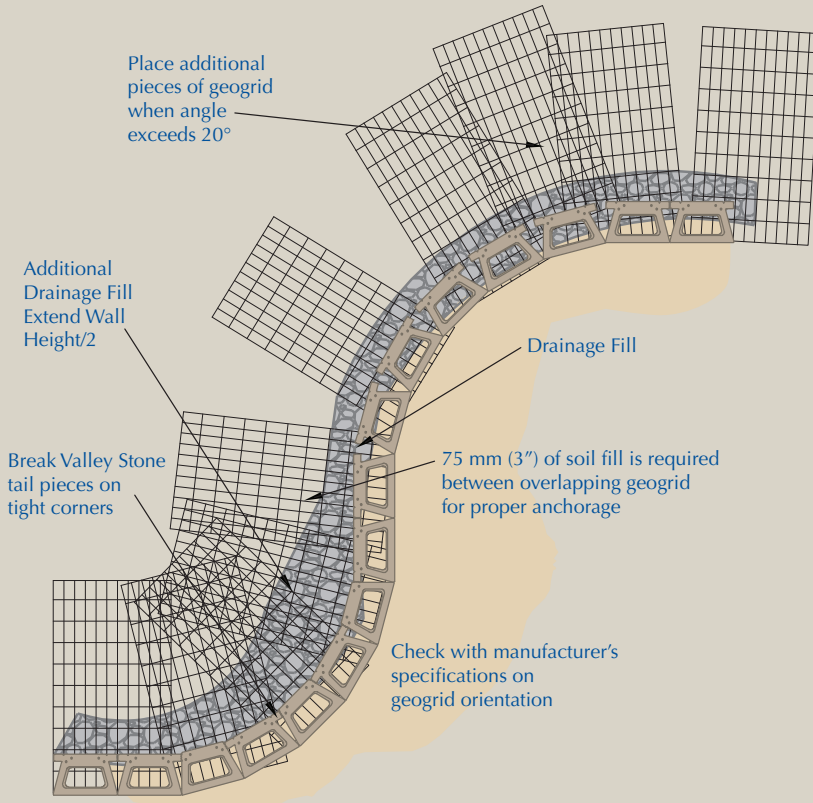 Place additional
pieces of geogrid
when angle
exceeds 20°
Additional
Drainage Fill
Extend Wall
Height/2
Drainage Fill
Break Valley Stone
tail pieces on
tight corners
75 mm (3″) of soil fill is required
between overlapping geogrid
for proper anchorage
Check with manufacturer’s
specifications on
geogrid orientation